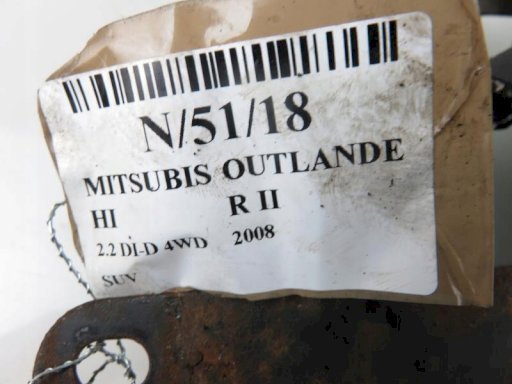 N/51/18
MITSUBIS OUTLANDE
HI R II
2.2 DI-D 4WD 2008
SUV